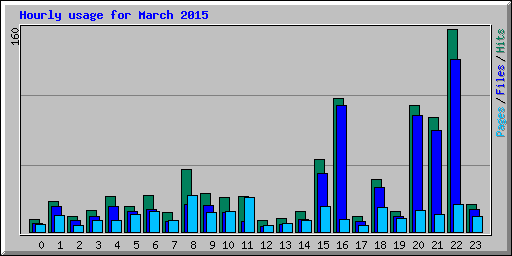 Hourly usage for March 2015
160
Pages / Files / Hits
0 1 2 3 4 5 6 7 8 9 10 11 12 13 14 15 16 17 18 19 20 21 22 23